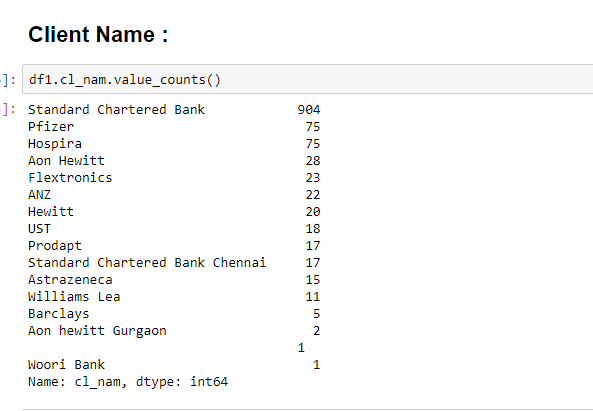 Client Name :
]: df1.cl_nam.value_counts()
]: Standard Chartered Bank 904
Pfizer 75
Hospira 75
Aon Hewitt 28
Flextronics 23
ANZ 22
Hewitt 20
UST 18
Prodapt 17
Standard Chartered Bank Chennai 17
Astrazeneca 15
Williams Lea 11
Barclays 5
Aon hewitt Gurgaon 2
1
Woori Bank 1
Name: cl_nam, dtype: int64